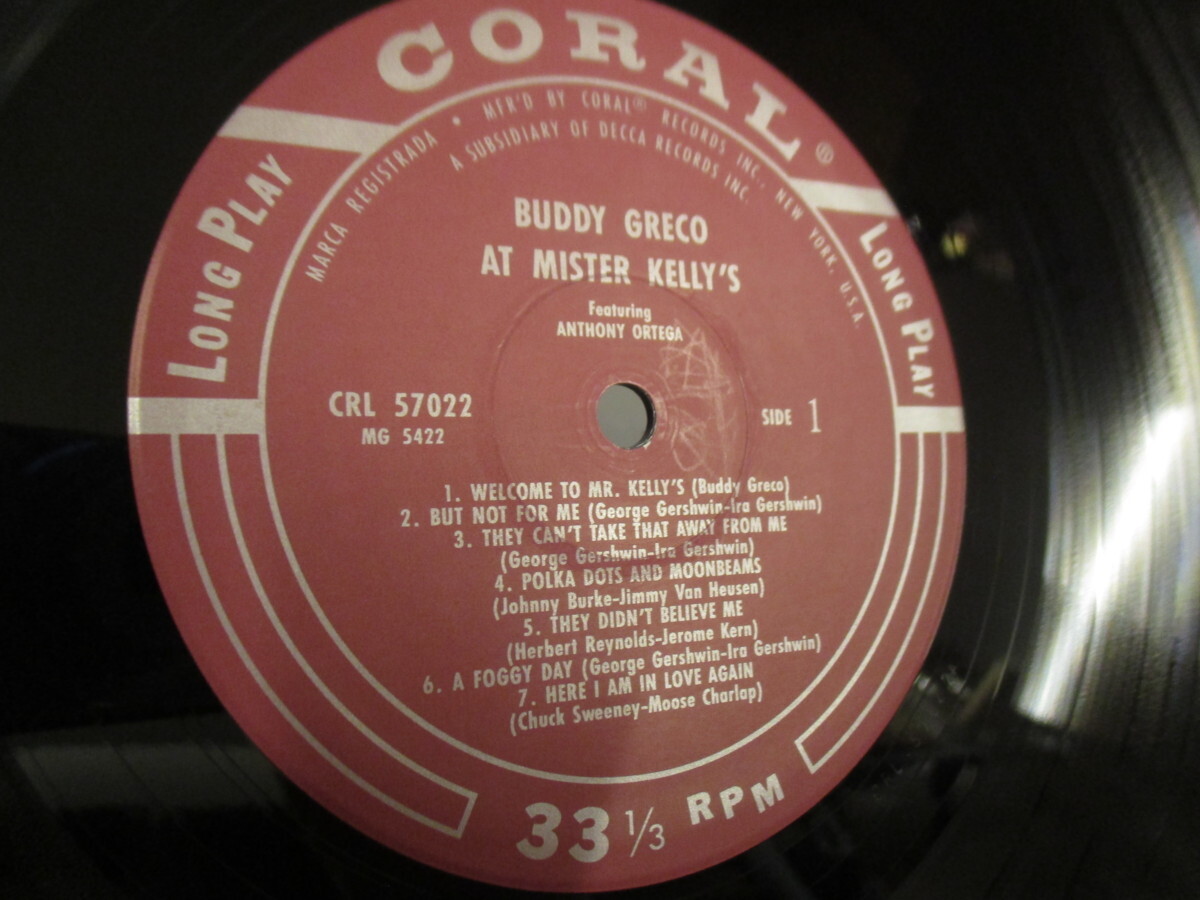 CORAL®
MARCA REGISTRADA • MFR'D BY CORAL® RECORDS INC., NEW YORK, U.S.A.
A SUBSIDIARY OF DECCA RECORDS INC.
LONG PLAY
LONG PLAY
BUDDY GRECO
AT MISTER KELLY'S
Featuring
ANTHONY ORTEGA
CRL 57022
MG 5422
SIDE 1
1. WELCOME TO MR. KELLY'S (Buddy Greco)
2. BUT NOT FOR ME (George Gershwin-Ira Gershwin)
3. THEY CAN'T TAKE THAT AWAY FROM ME
(George Gershwin-Ira Gershwin)
4. POLKA DOTS AND MOONBEAMS
(Johnny Burke-Jimmy Van Heusen)
5. THEY DIDN'T BELIEVE ME
(Herbert Reynolds-Jerome Kern)
6. A FOGGY DAY (George Gershwin-Ira Gershwin)
7. HERE I AM IN LOVE AGAIN
(Chuck Sweeney-Moose Charlap)
33 1/3 RPM